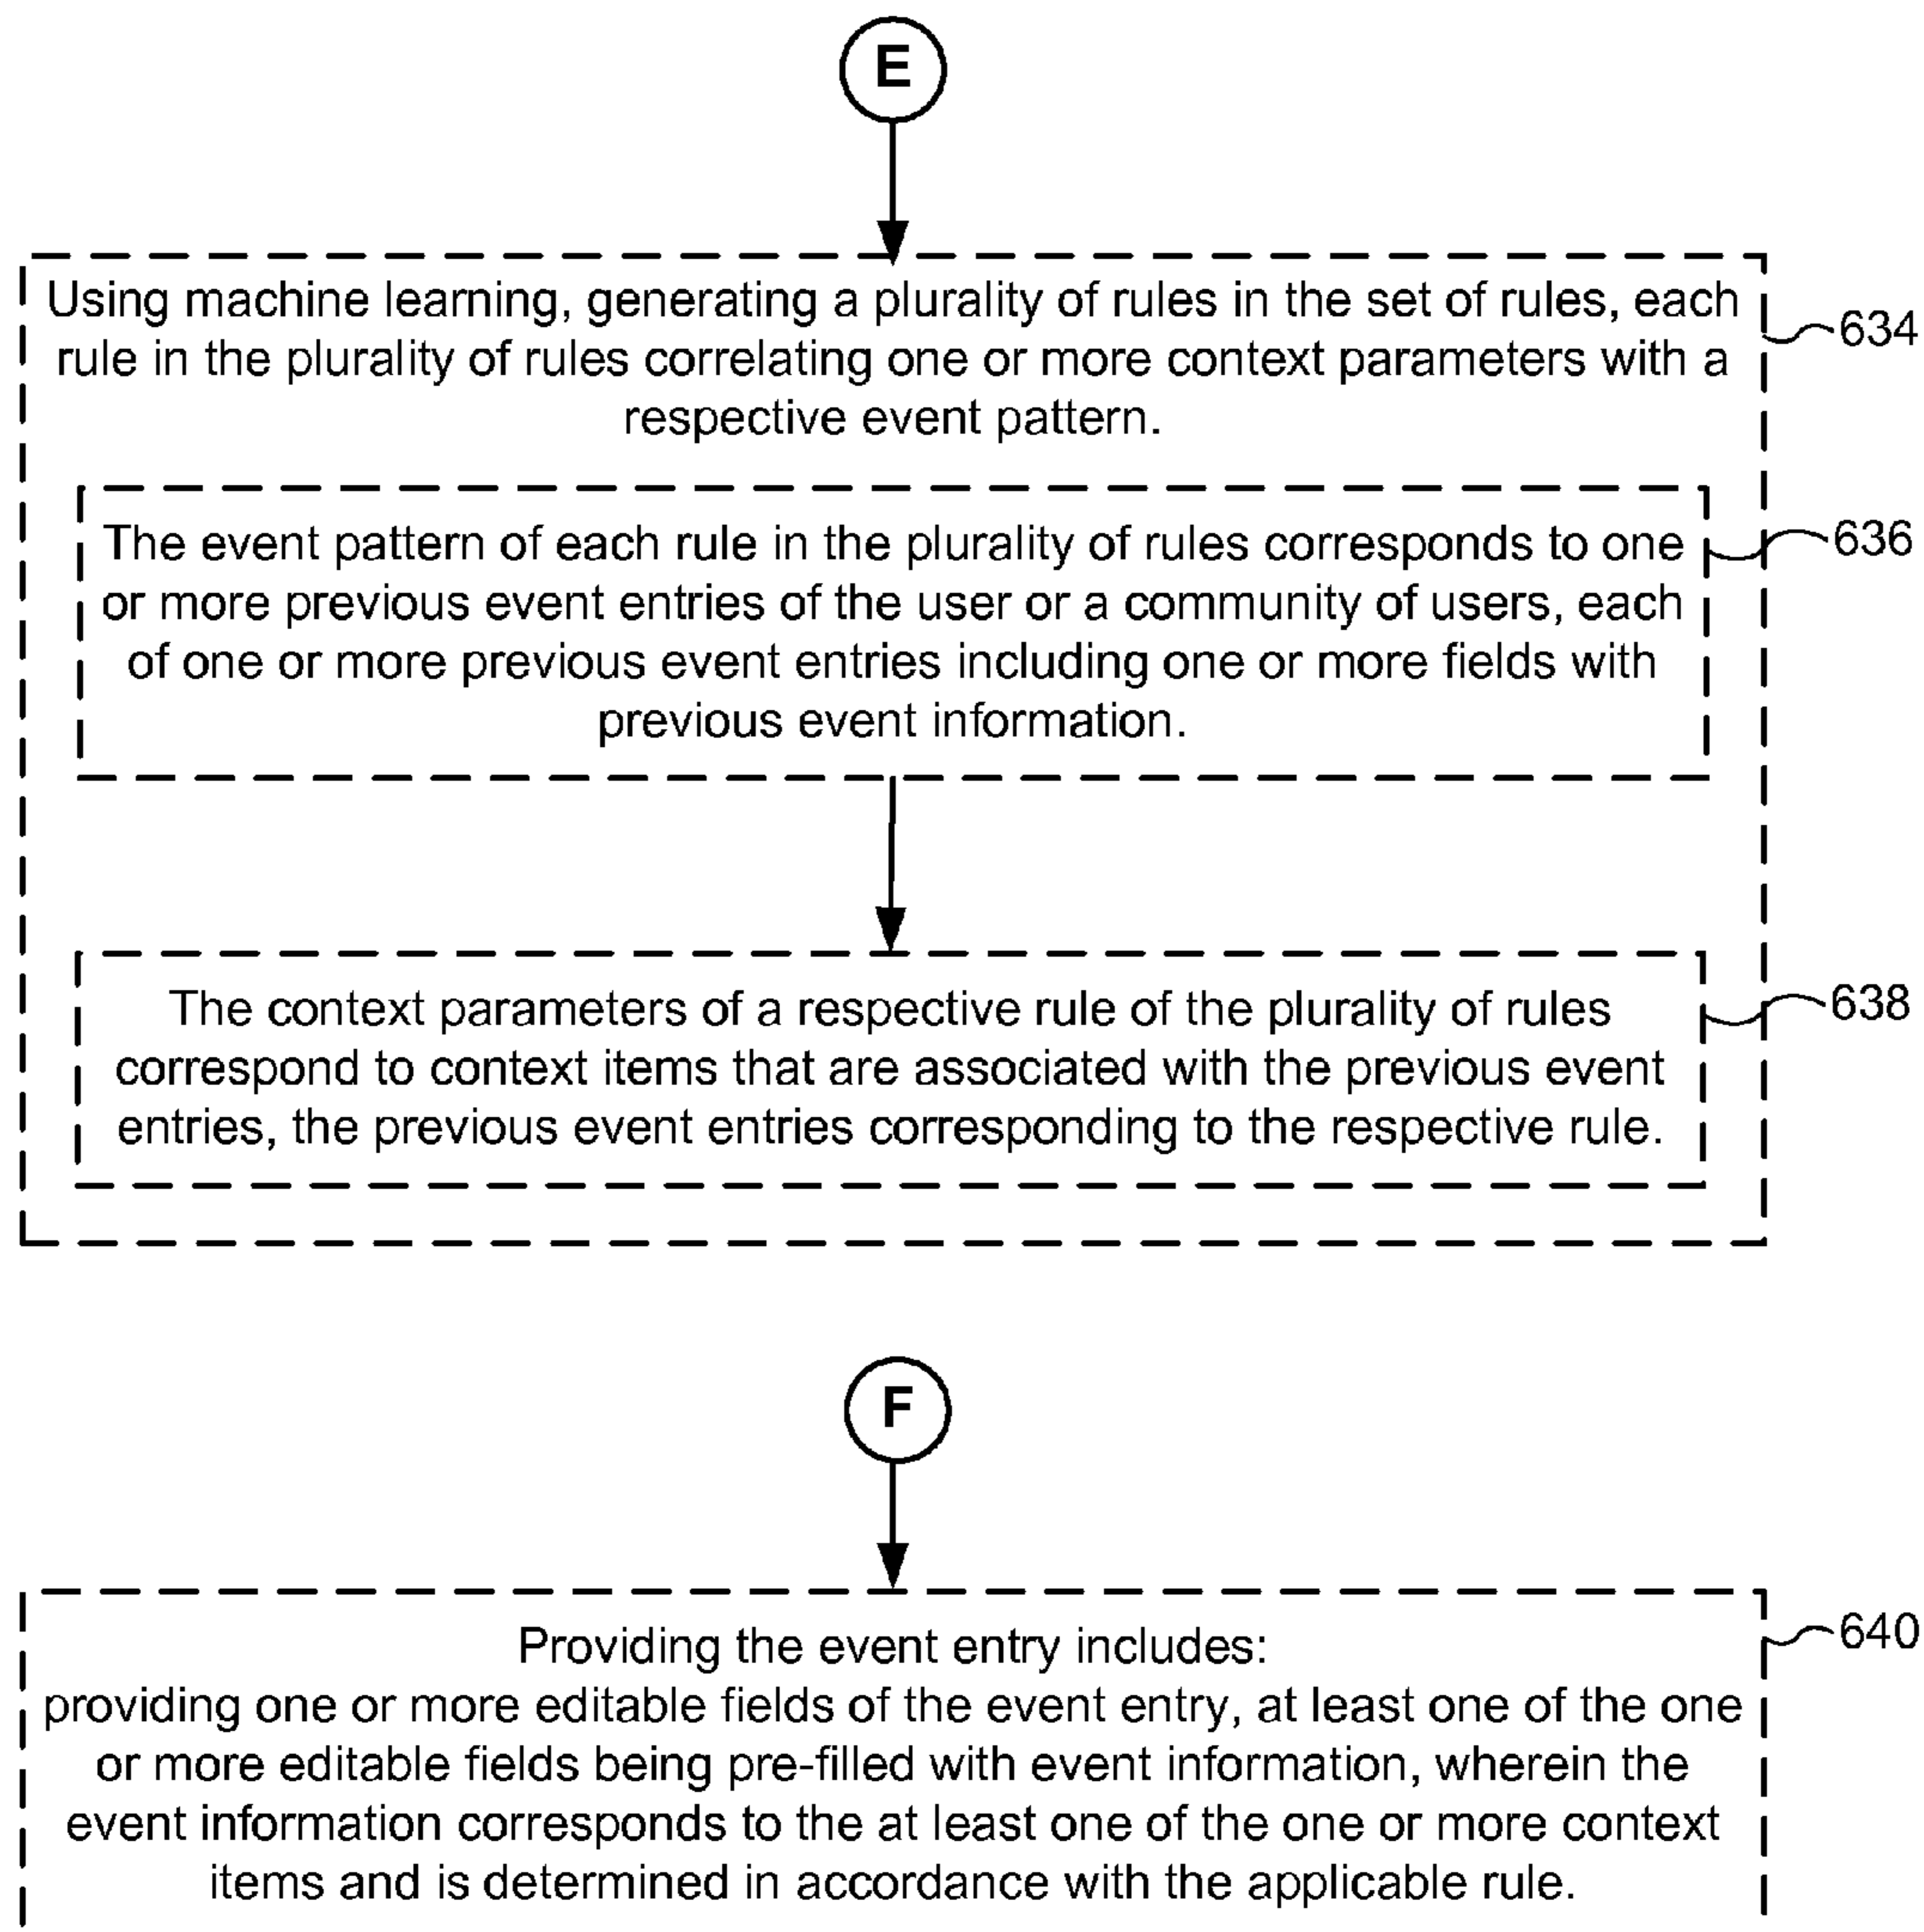 E
Using machine learning, generating a plurality of rules in the set of rules, each
rule in the plurality of rules correlating one or more context parameters with a
respective event pattern.
634
The event pattern of each rule in the plurality of rules corresponds to one
or more previous event entries of the user or a community of users, each
of one or more previous event entries including one or more fields with
previous event information.
636
The context parameters of a respective rule of the plurality of rules
correspond to context items that are associated with the previous event
entries, the previous event entries corresponding to the respective rule.
638
F
Providing the event entry includes:
providing one or more editable fields of the event entry, at least one of the one
or more editable fields being pre-filled with event information, wherein the
event information corresponds to the at least one of the one or more context
items and is determined in accordance with the applicable rule.
640